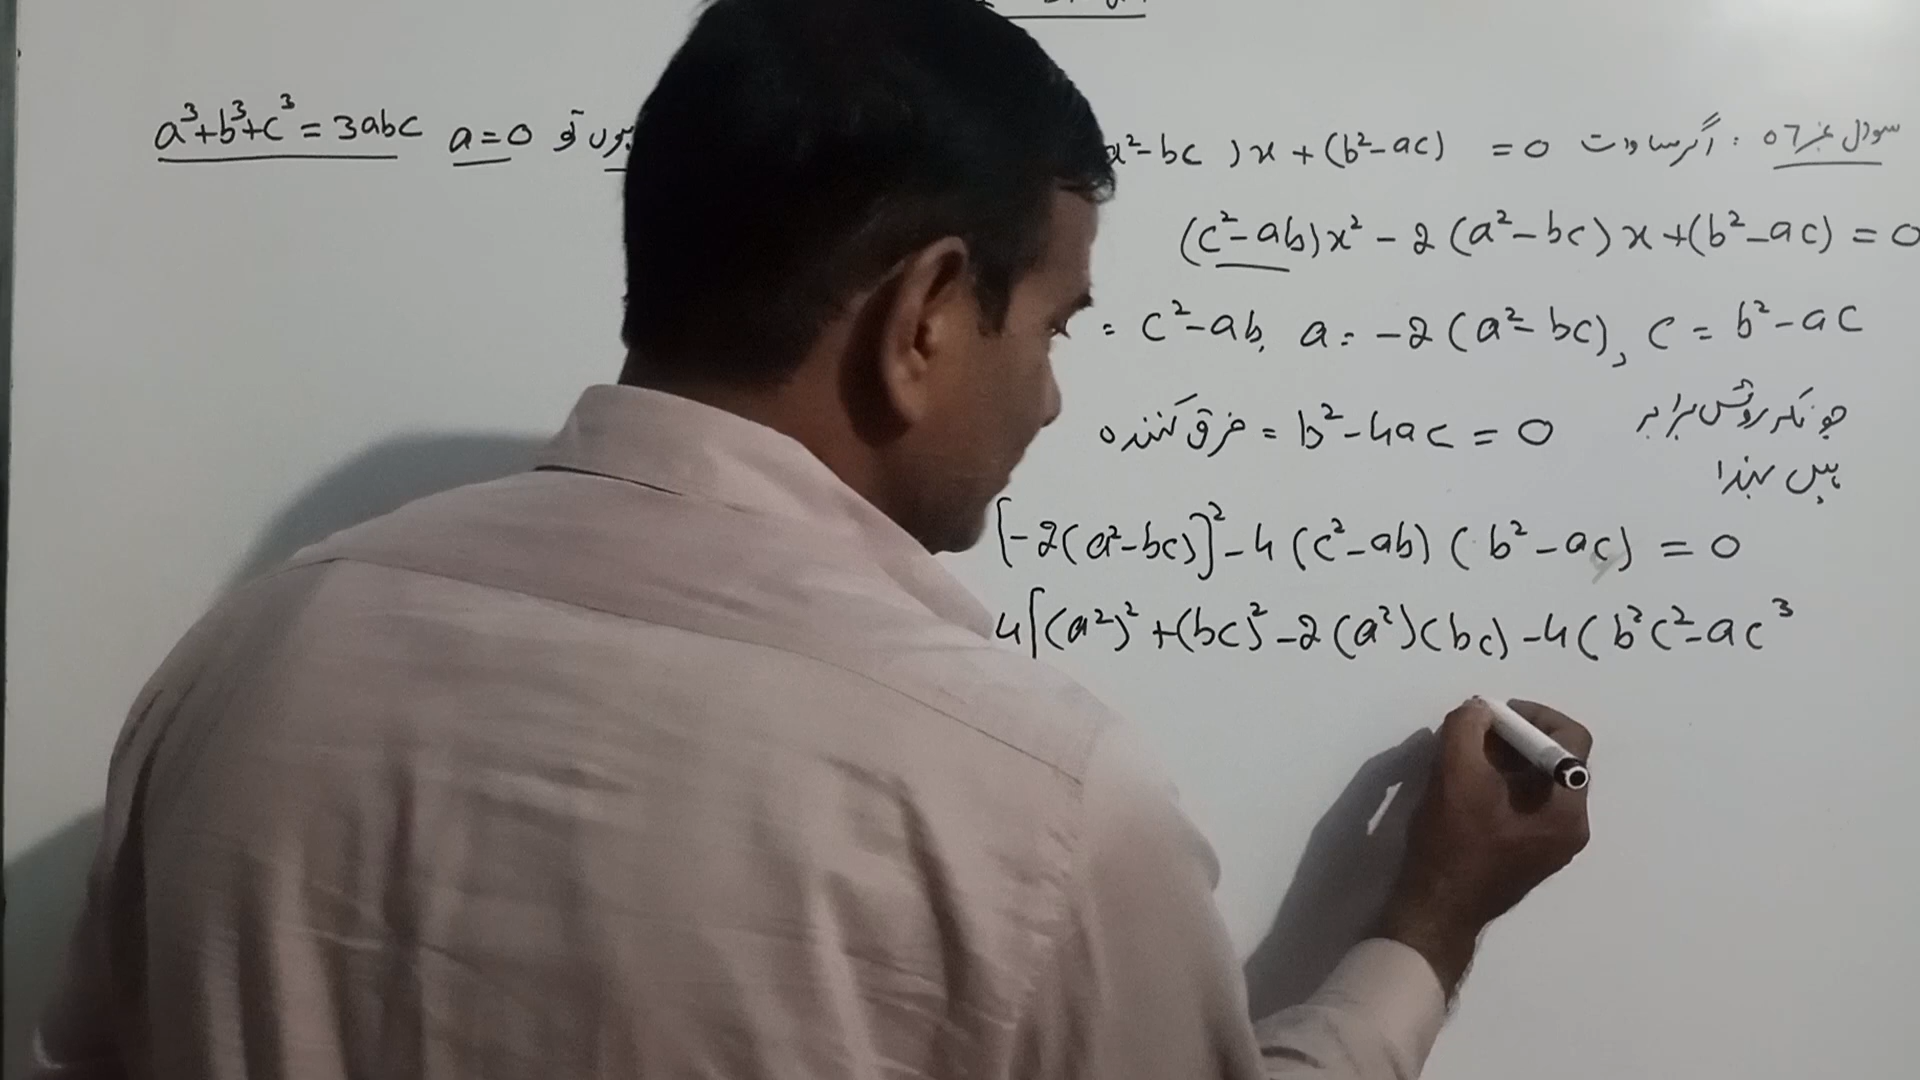 سوال نمبر 06: اگر مساوات (b²-ac) = 0 + x( a²-bc
ہوں تو a=0 a³+b³+c³=3abc
(c²-ab)x² - 2(a²-bc)x+(b²-ac) = 0
= c²-ab, a = -2(a²-bc), c = b²-ac
چونکہ روٹس برابر
فرق کنندہ = b²-4ac = 0
ہیں لہٰذا
[-2(a²-bc)]²-4(c²-ab)(b²-ac) = 0
4[(a²)²+(bc)²-2(a²)(bc)-4(b²c²-ac³